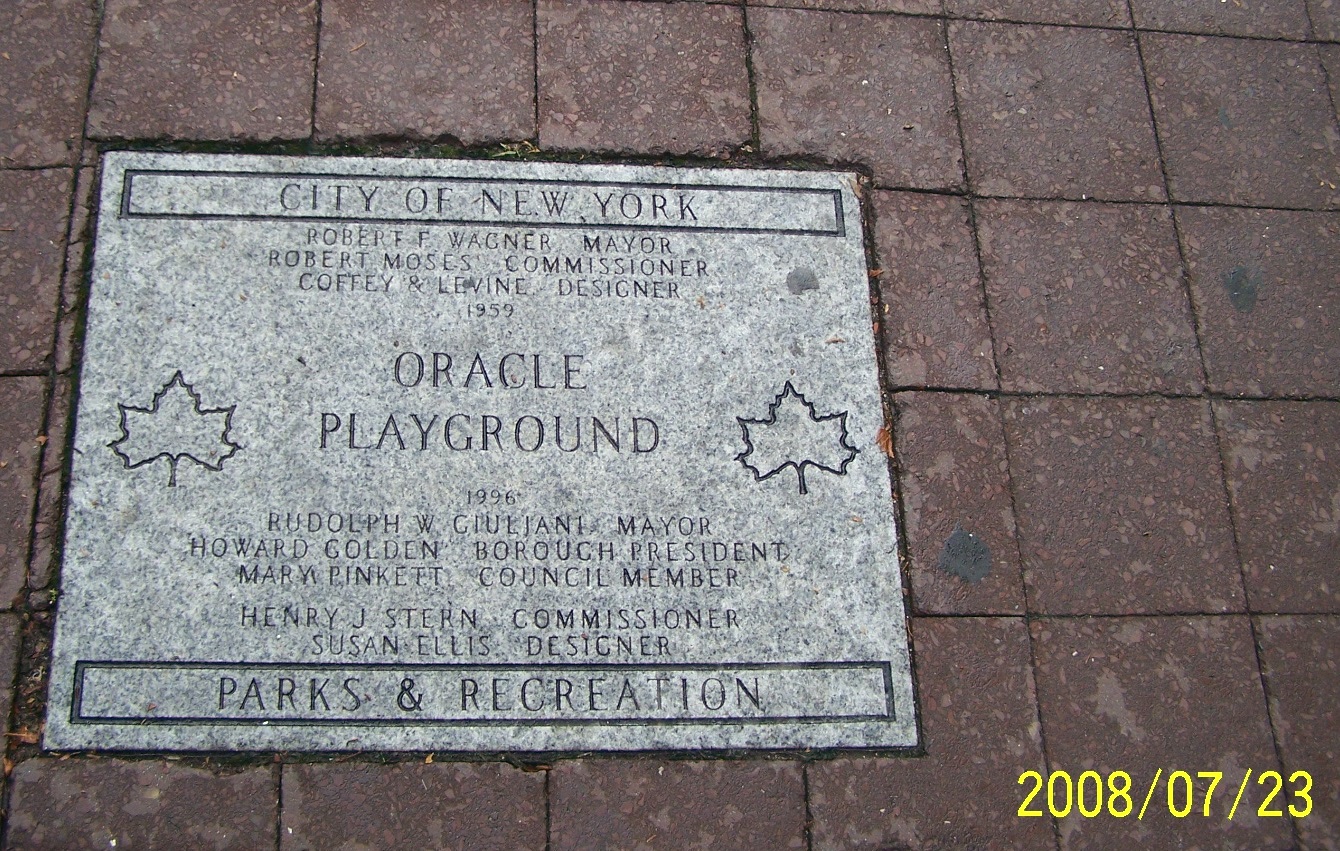 CITY OF NEW YORK
ROBERT F WAGNER MAYOR
ROBERT MOSES COMMISSIONER
COFFEY & LEVINE DESIGNER
1959
ORACLE
PLAYGROUND
1996
RUDOLPH W GIULIANI MAYOR
HOWARD GOLDEN BOROUGH PRESIDENT
MARY PINKETT COUNCIL MEMBER
HENRY J STERN COMMISSIONER
SUSAN ELLIS DESIGNER
PARKS & RECREATION
2008/07/23